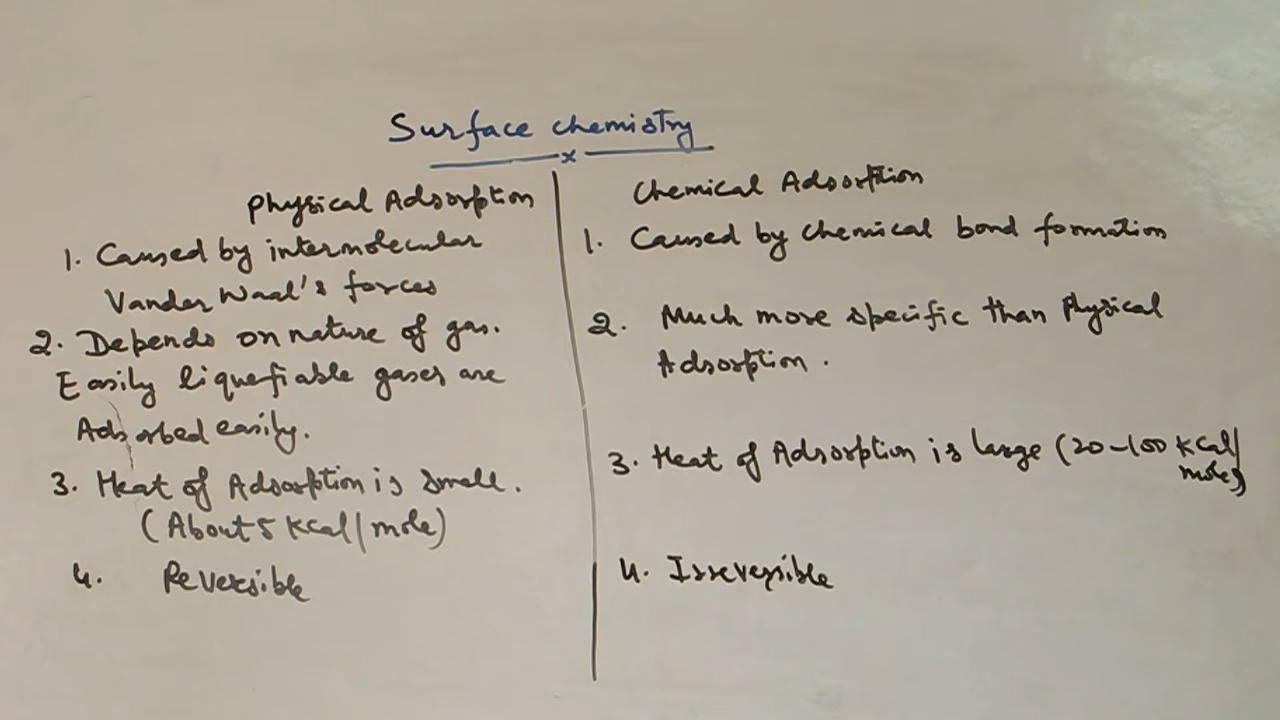 Surface chemistry
x
Physical Adsorption
1. Caused by intermolecular
Vander Waal's forces
2. Depends on nature of gas.
Easily liquefiable gases are
Adsorbed easily.
3. Heat of Adsorption is small.
(About 5 Kcal/mole)
4. Reversible
Chemical Adsorption
1. Caused by chemical bond formation
2. Much more specific than Physical
Adsorption.
3. Heat of Adsorption is large (20-100 KCal/
mole)
4. Irreversible